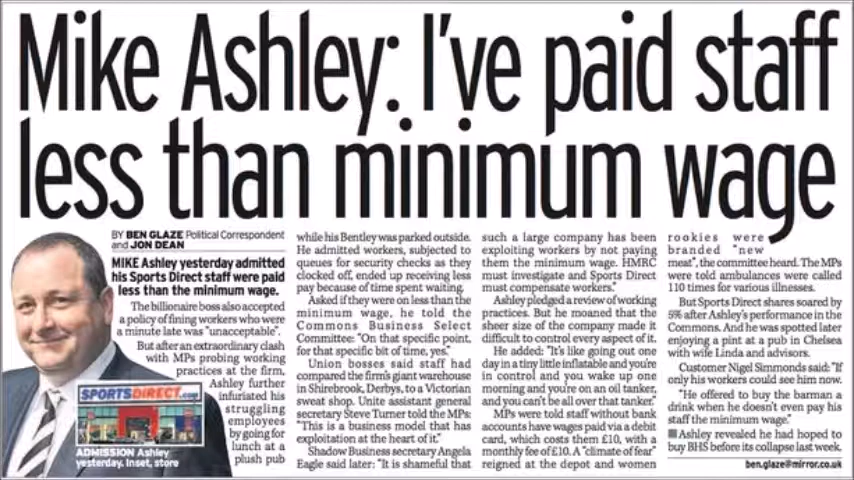 Mike Ashley: I've paid staff
less than minimum wage
BY BEN GLAZE Political Correspondent
and JON DEAN
MIKE Ashley yesterday admitted
his Sports Direct staff were paid
less than the minimum wage.
The billionaire boss also accepted
a policy of fining workers who were
a minute late was "unacceptable".
But after an extraordinary clash
with MPs probing working
practices at the firm,
Ashley further
infuriated his
struggling
employees
by going for
lunch at a
plush pub
SPORTSDIRECT.com
ADMISSION Ashley
yesterday. Inset, store
while his Bentley was parked outside.
He admitted workers, subjected to
queues for security checks as they
clocked off, ended up receiving less
pay because of time spent waiting.
Asked if they were on less than the
minimum wage, he told the
Commons Business Select
Committee: "On that specific point,
for that specific bit of time, yes."
Union bosses said staff had
compared the firm's giant warehouse
in Shirebrook, Derbys, to a Victorian
sweat shop. Unite assistant general
secretary Steve Turner told the MPs:
"This is a business model that has
exploitation at the heart of it."
Shadow Business secretary Angela
Eagle said later: "It is shameful that
such a large company has been
exploiting workers by not paying
them the minimum wage. HMRC
must investigate and Sports Direct
must compensate workers."
Ashley pledged a review of working
practices. But he moaned that the
sheer size of the company made it
difficult to control every aspect of it.
He added: "It's like going out one
day in a tiny little inflatable and you're
in control and you wake up one
morning and you're on an oil tanker,
and you can't be all over that tanker."
MPs were told staff without bank
accounts have wages paid via a debit
card, which costs them £10, with a
monthly fee of £10. A "climate of fear"
reigned at the depot and women
rookies were
branded "new
meat", the committee heard. The MPs
were told ambulances were called
110 times for various illnesses.
But Sports Direct shares soared by
5% after Ashley's performance in the
Commons. And he was spotted later
enjoying a pint at a pub in Chelsea
with wife Linda and advisors.
Customer Nigel Simmonds said: "If
only his workers could see him now.
"He offered to buy the barman a
drink when he doesn't even pay his
staff the minimum wage."
■Ashley revealed he had hoped to
buy BHS before its collapse last week.
ben.glaze@mirror.co.uk